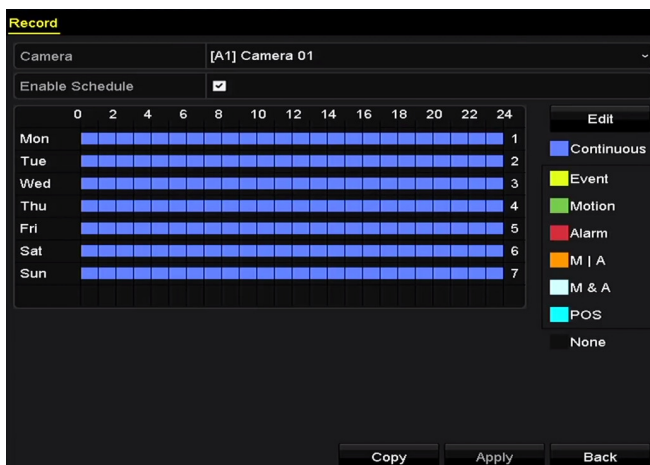 Record
Camera [A1] Camera 01
Enable Schedule
0 2 4 6 8 10 12 14 16 18 20 22 24
Edit
Mon 1
Continuous
Tue 2
Wed 3
Event
Thu 4
Motion
Fri 5
Alarm
Sat 6
M | A
Sun 7
M & A
POS
None
Copy Apply Back